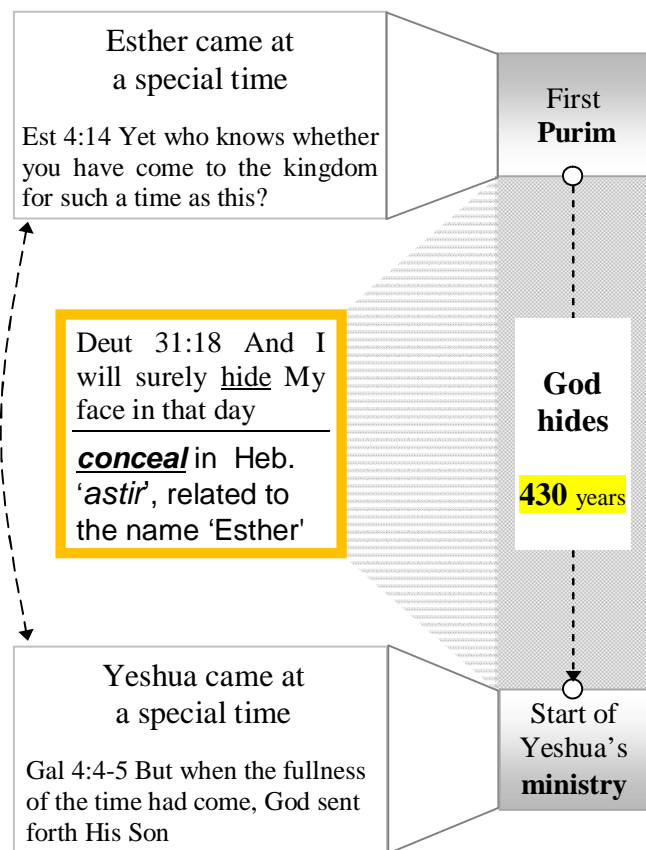 Esther came at
a special time
Est 4:14 Yet who knows whether
you have come to the kingdom
for such a time as this?
First
Purim
Deut 31:18 And I
will surely hide My
face in that day
conceal in Heb.
‘astir’, related to
the name ‘Esther'
God
hides
430 years
Yeshua came at
a special time
Gal 4:4-5 But when the fullness
of the time had come, God sent
forth His Son
Start of
Yeshua’s
ministry